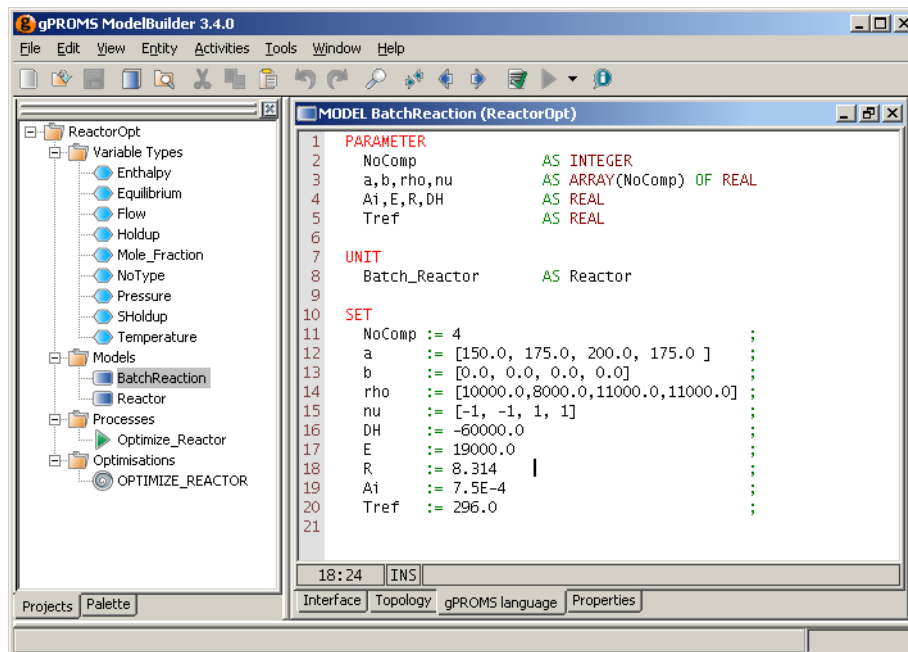 gPROMS ModelBuilder 3.4.0
File Edit View Entity Activities Tools Window Help
ReactorOpt
Variable Types
Enthalpy
Equilibrium
Flow
Holdup
Mole_Fraction
NoType
Pressure
SHoldup
Temperature
Models
BatchReaction
Reactor
Processes
Optimize_Reactor
Optimisations
OPTIMIZE_REACTOR
Projects Palette
MODEL BatchReaction (ReactorOpt)
1 PARAMETER
2 NoComp AS INTEGER
3 a,b,rho,nu AS ARRAY(NoComp) OF REAL
4 Ai,E,R,DH AS REAL
5 Tref AS REAL
6
7 UNIT
8 Batch_Reactor AS Reactor
9
10 SET
11 NoComp := 4 ;
12 a := [150.0, 175.0, 200.0, 175.0 ] ;
13 b := [0.0, 0.0, 0.0, 0.0] ;
14 rho := [10000.0,8000.0,11000.0,11000.0] ;
15 nu := [-1, -1, 1, 1] ;
16 DH := -60000.0 ;
17 E := 19000.0 ;
18 R := 8.314 ;
19 Ai := 7.5E-4 ;
20 Tref := 296.0 ;
21
18:24 INS
Interface Topology gPROMS language Properties